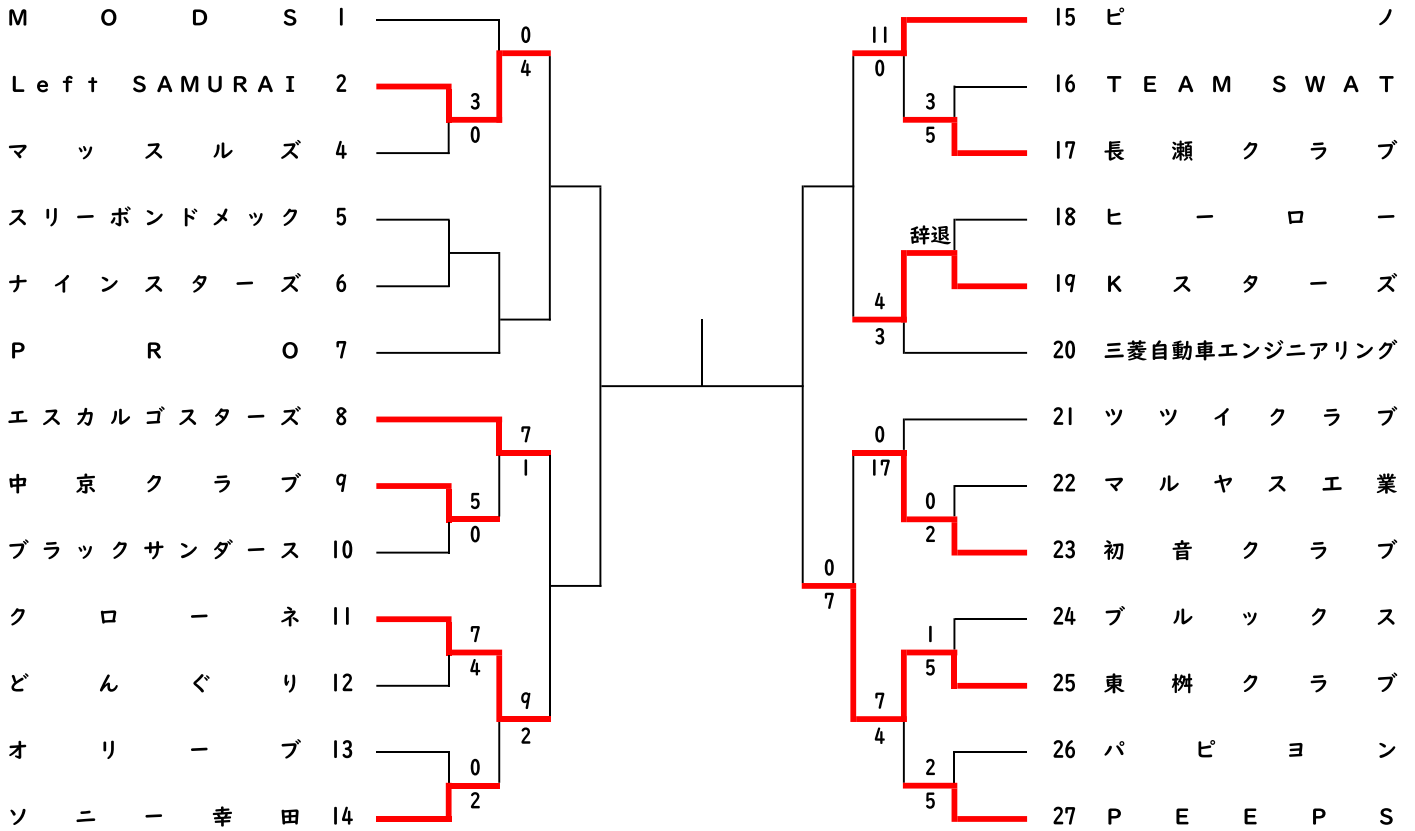 MODS 1
Left SAMURAI 2
マッスルズ 4
スリーボンドメック 5
ナインスターズ 6
PRO 7
エスカルゴスターズ 8
中京クラブ 9
ブラックサンダース 10
クローネ 11
どんぐり 12
オリーブ 13
ソニー幸田 14
0
4
3
0
7
1
5
0
7
4
9
2
0
2
11
0
3
5
辞退
4
3
0
17
0
2
0
7
1
5
7
4
2
5
15 ピノ
16 TEAM SWAT
17 長瀬クラブ
18 ヒーロー
19 Kスターズ
20 三菱自動車エンジニアリング
21 ツツイクラブ
22 マルヤス工業
23 初音クラブ
24 ブルックス
25 東桝クラブ
26 パピヨン
27 PEEPS